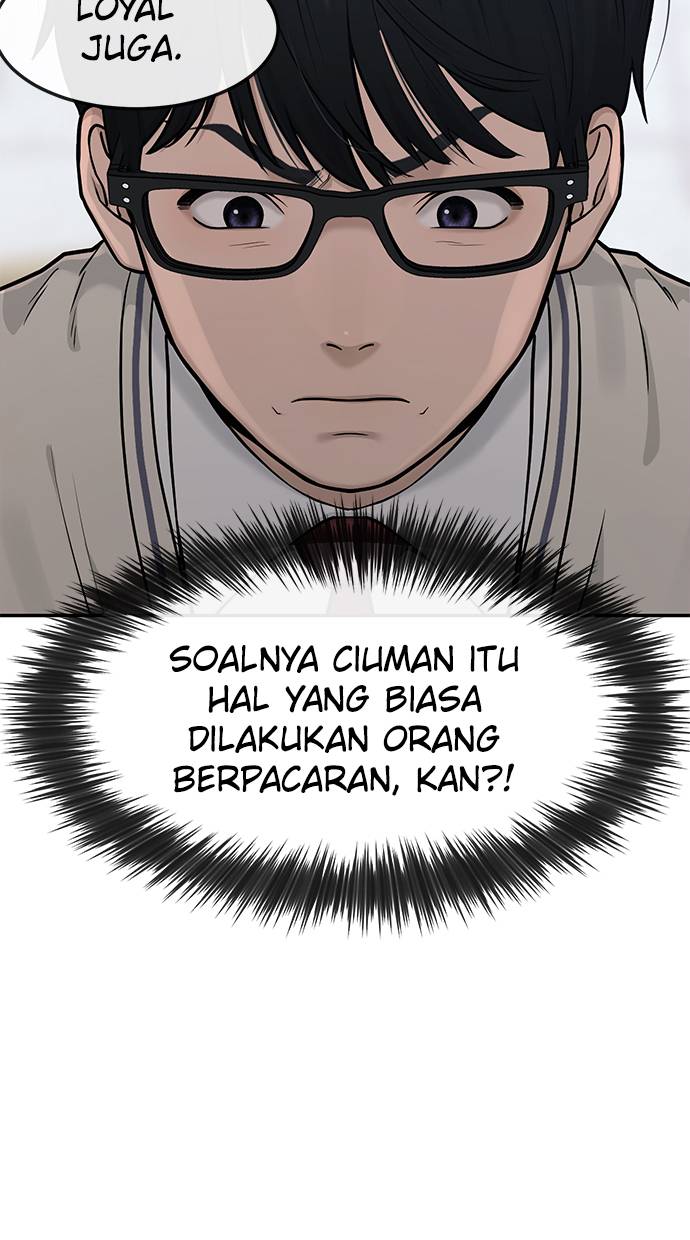 LOYAL
JUGA.
SOALNYA CIUMAN ITU
HAL YANG BIASA
DILAKUKAN ORANG
BERPACARAN, KAN?!